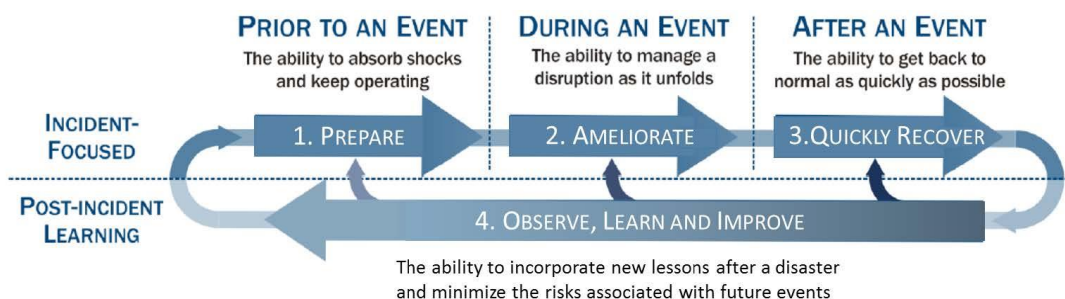 PRIOR TO AN EVENT
The ability to absorb shocks
and keep operating
DURING AN EVENT
The ability to manage a
disruption as it unfolds
AFTER AN EVENT
The ability to get back to
normal as quickly as possible
INCIDENT-
FOCUSED
1. PREPARE
2. AMELIORATE
3.QUICKLY RECOVER
POST-INCIDENT
LEARNING
4. OBSERVE, LEARN AND IMPROVE
The ability to incorporate new lessons after a disaster
and minimize the risks associated with future events